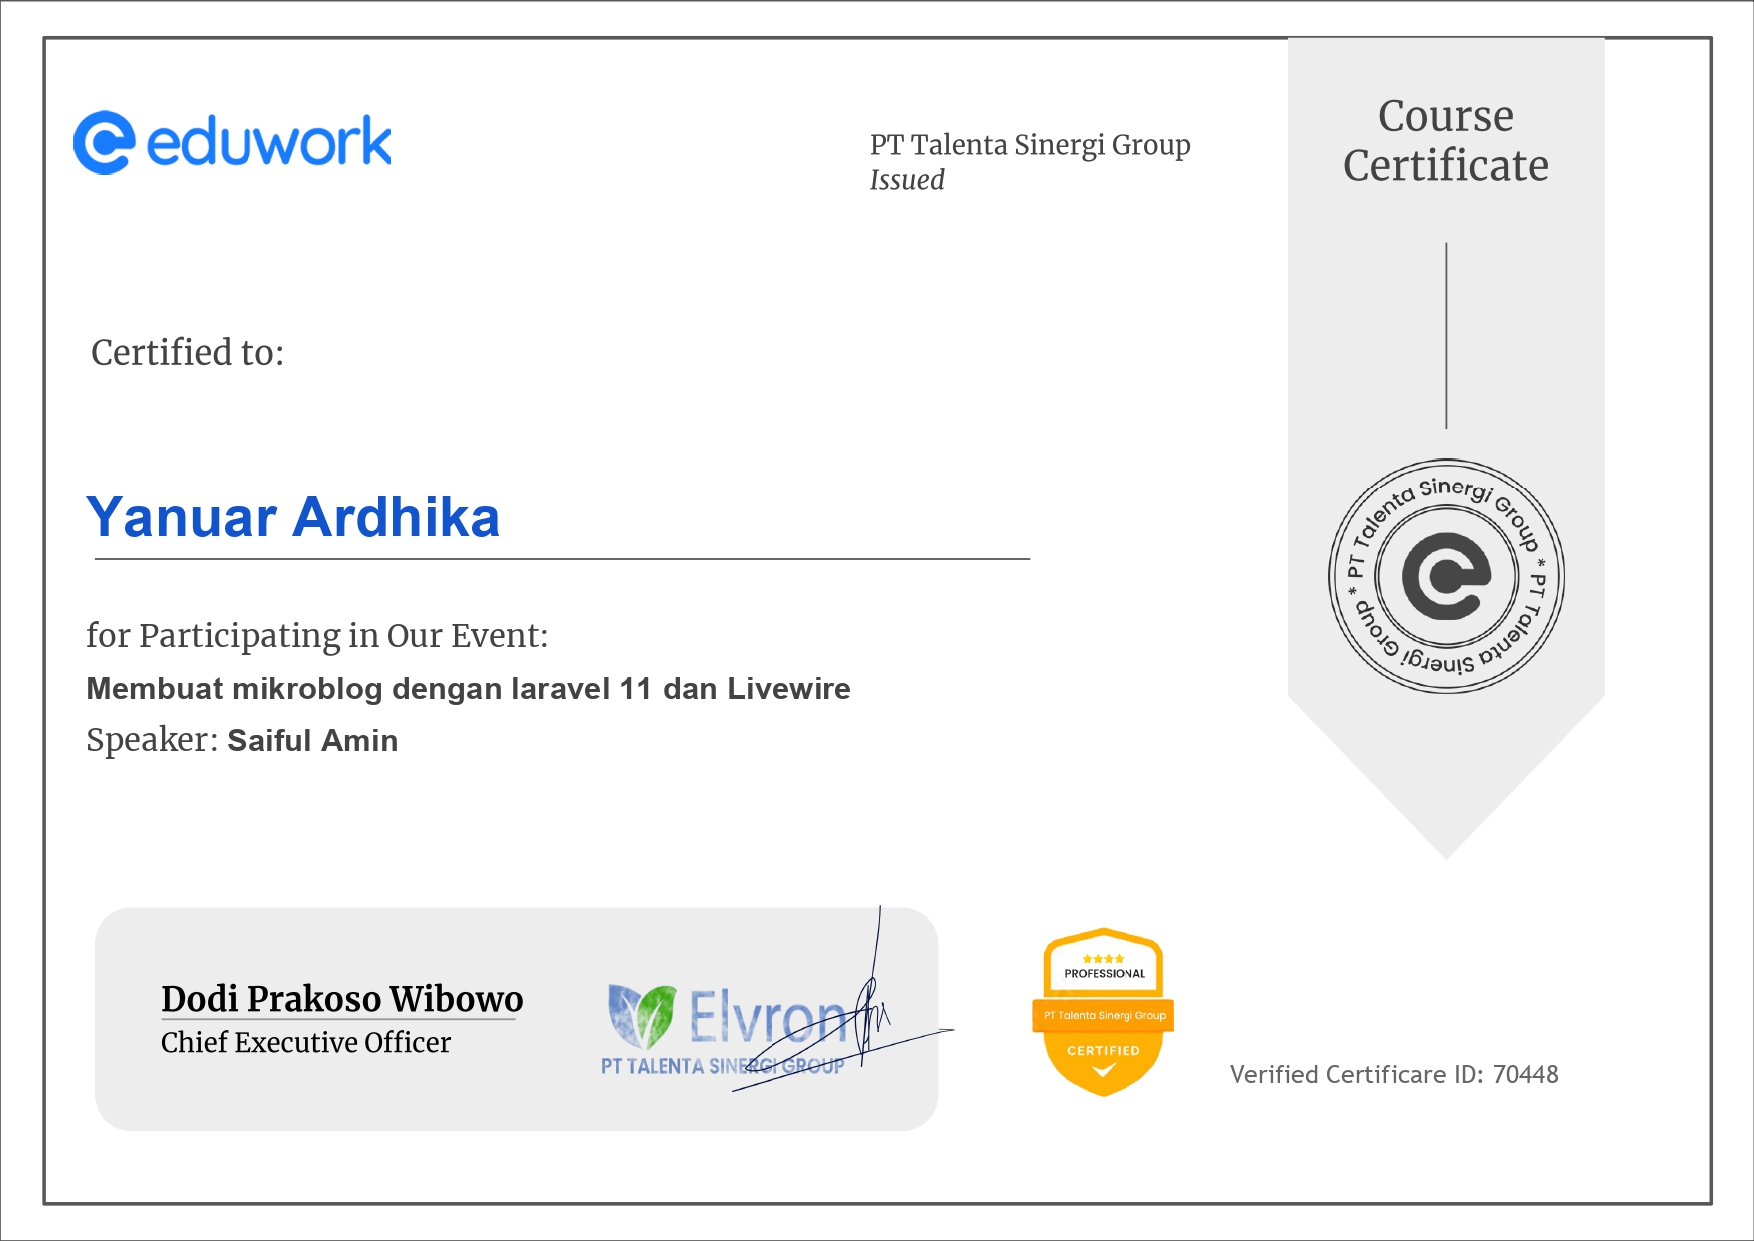 eduwork
PT Talenta Sinergi Group
Issued
Course
Certificate
Certified to:
Yanuar Ardhika
for Participating in Our Event:
Membuat mikroblog dengan laravel 11 dan Livewire
Speaker: Saiful Amin
* PT Talenta Sinergi Group * PT Talenta Sinergi Group
Dodi Prakoso Wibowo
Chief Executive Officer
Elvron
PT TALENTA SINERGI GROUP
PROFESSIONAL
PT Talenta Sinergi Group
CERTIFIED
Verified Certificare ID: 70448